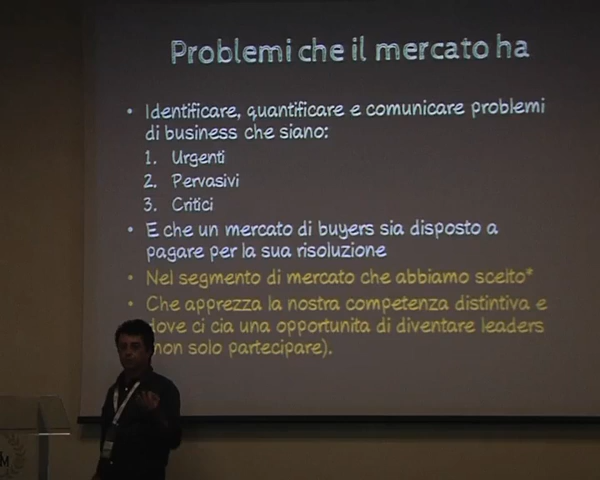 Problemi che il mercato ha
• Identificare, quantificare e comunicare problemi
di business che siano:
1. Urgenti
2. Pervasivi
3. Critici
• E che un mercato di buyers sia disposto a
pagare per la sua risoluzione
• Nel segmento di mercato che abbiamo scelto*
• Che apprezza la nostra competenza distintiva e
dove ci cia una opportunita di diventare leaders
non solo partecipare).
M